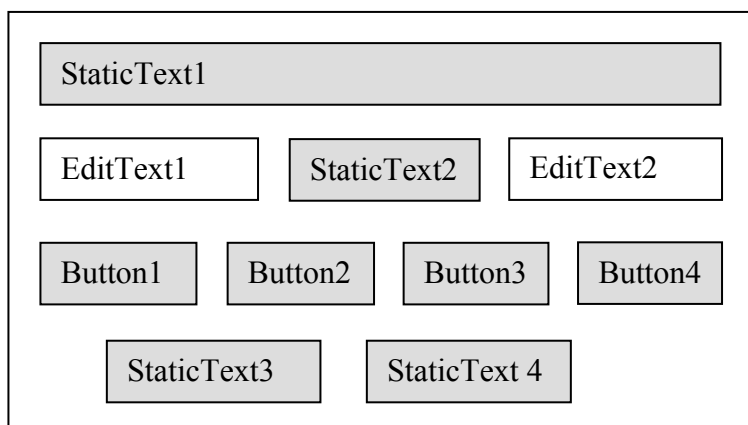 StaticText1
EditText1 StaticText2 EditText2
Button1 Button2 Button3 Button4
StaticText3 StaticText 4